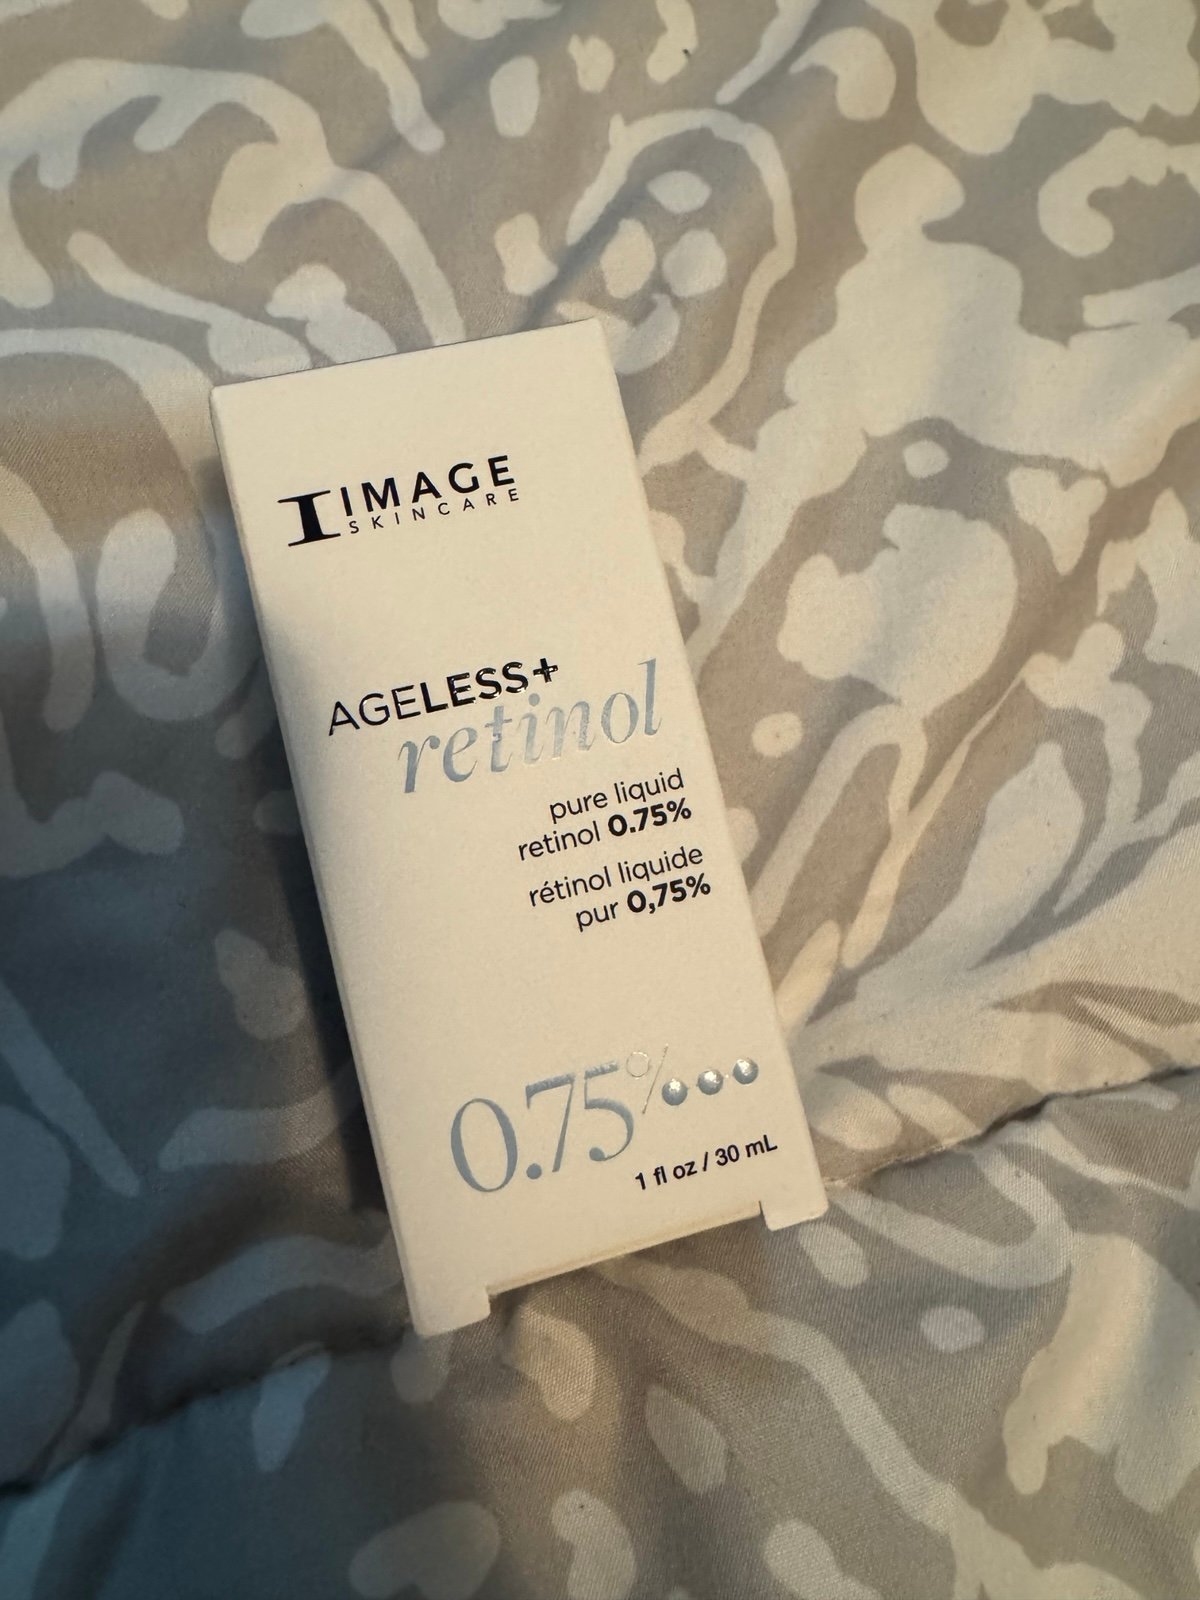 IMAGE
SKINCARE
AGELESS+
retinol
pure liquid
retinol 0.75%
rétinol liquide
pur 0,75%
0.75%
1 fl oz / 30 mL